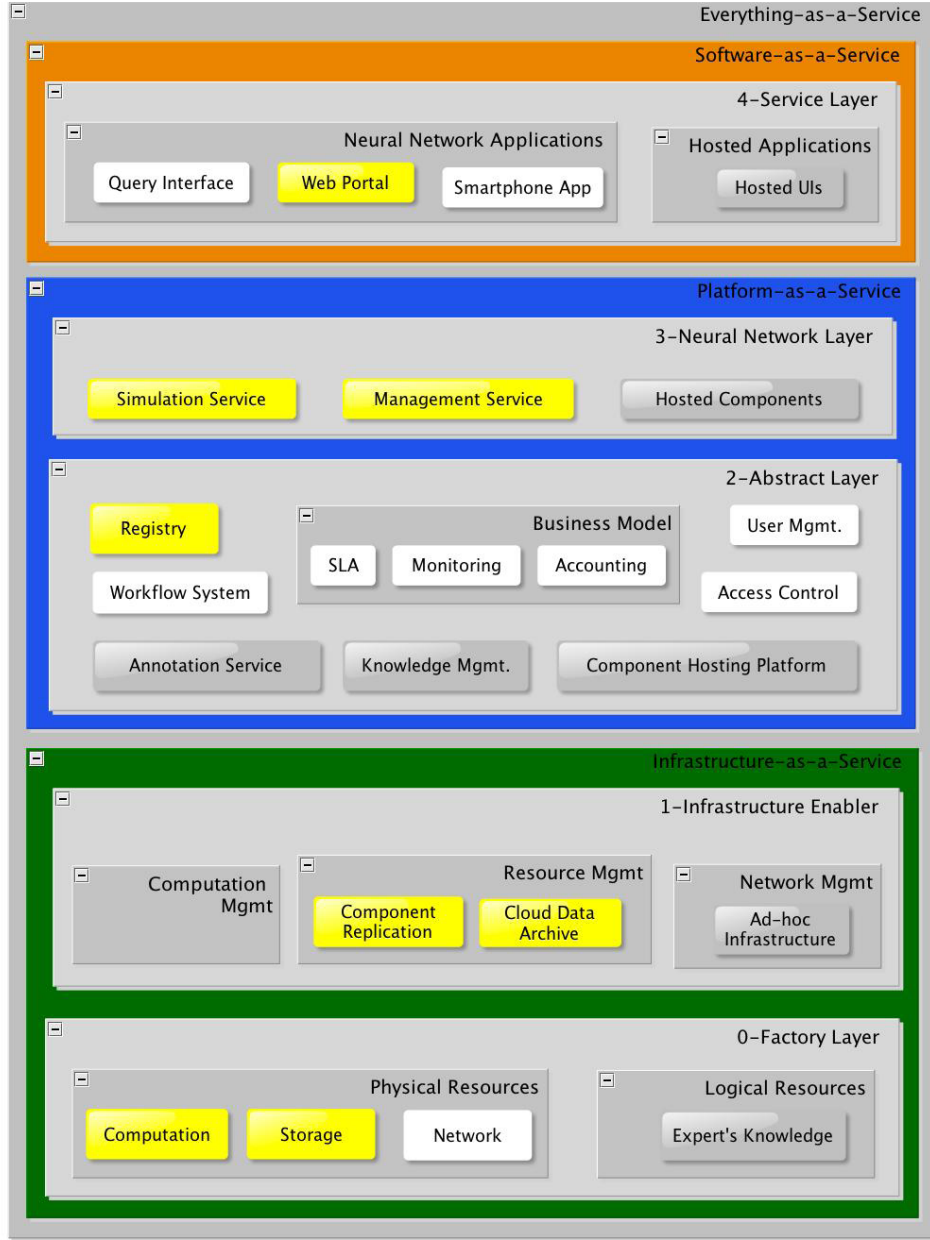 Everything-as-a-Service
Software-as-a-Service
4-Service Layer
Neural Network Applications
Query Interface
Web Portal
Smartphone App
Hosted Applications
Hosted UIs
Platform-as-a-Service
3-Neural Network Layer
Simulation Service
Management Service
Hosted Components
2-Abstract Layer
Registry
Business Model
User Mgmt.
SLA
Monitoring
Accounting
Workflow System
Access Control
Annotation Service
Knowledge Mgmt.
Component Hosting Platform
Infrastructure-as-a-Service
1-Infrastructure Enabler
Computation
Mgmt
Resource Mgmt
Component
Replication
Cloud Data
Archive
Network Mgmt
Ad-hoc
Infrastructure
0-Factory Layer
Physical Resources
Computation
Storage
Network
Logical Resources
Expert's Knowledge